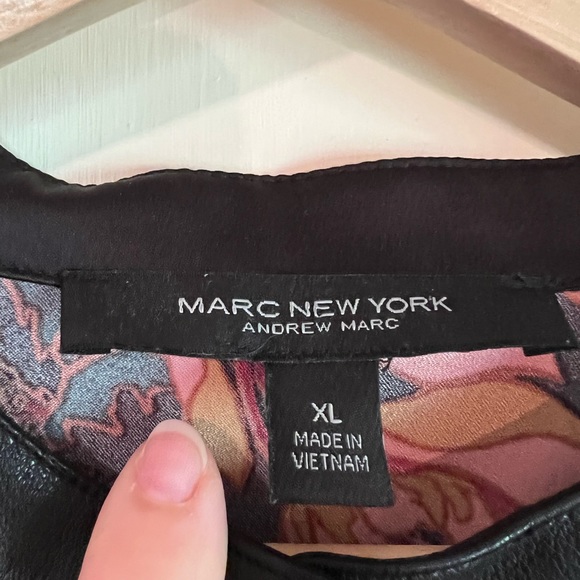 MARC NEW YORK
ANDREW MARC
XL
MADE IN
VIETNAM